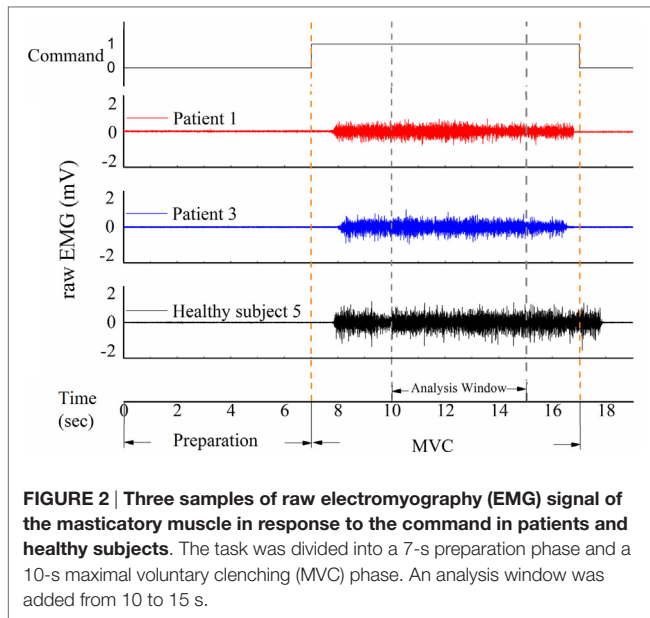 Command
1
0
2
Patient 1
0
-2
raw EMG (mV)
2
Patient 3
0
-2
2
Healthy subject 5
0
-2
Analysis Window
Time
(sec)
0 2 4 6 8 10 12 14 16 18
Preparation MVC
FIGURE 2 | Three samples of raw electromyography (EMG) signal of
the masticatory muscle in response to the command in patients and
healthy subjects. The task was divided into a 7-s preparation phase and a
10-s maximal voluntary clenching (MVC) phase. An analysis window was
added from 10 to 15 s.